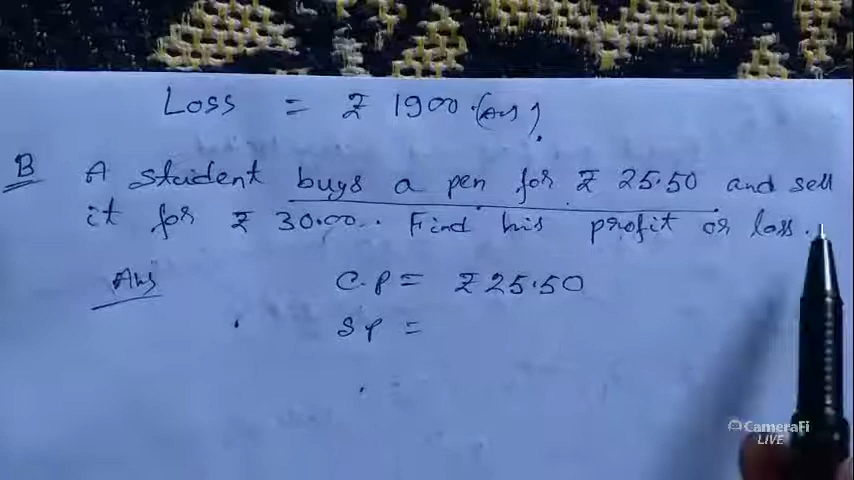 Loss = ₹ 1900.(Ans).
B A student buys a pen for ₹ 25.50 and sell
it for ₹ 30.00. Find his profit or loss.
Ans C.P = ₹25.50
SP =
CameraFi
LIVE